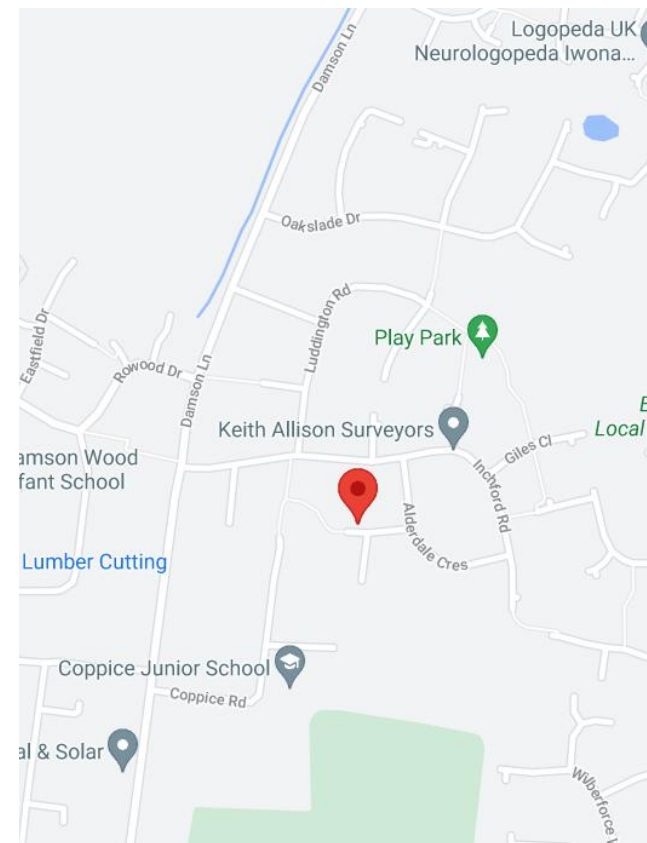 Logopeda UK
Neurologopeda Iwona...
Damson Ln
Oakslade Dr
Luddington Rd
Play Park
Eastfield Dr
Rowood Dr
Damson Ln
Keith Allison Surveyors
E
Local
Giles Cl
amson Wood
fant School
Inchford Rd
Alderdale Cres
Lumber Cutting
Coppice Junior School
Coppice Rd
al & Solar
Wilberforce